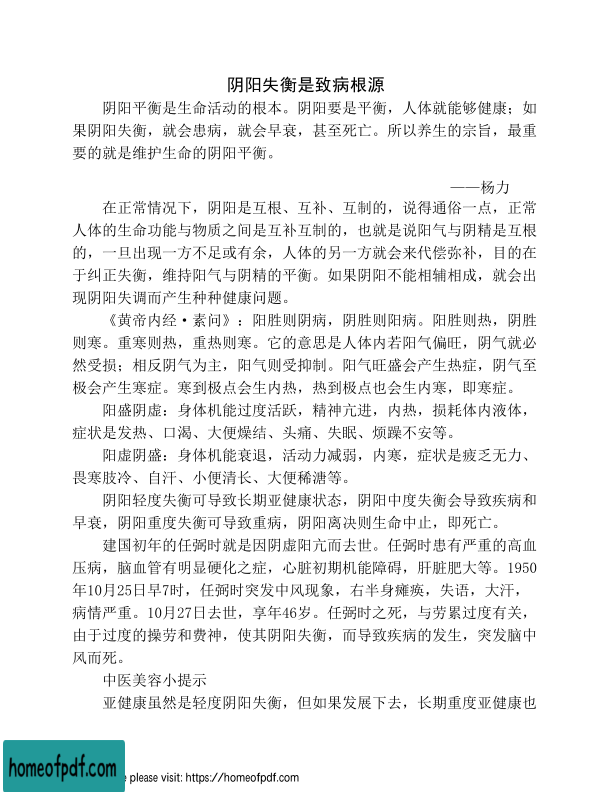 阴阳失衡是致病根源
阴阳平衡是生命活动的根本。阴阳要是平衡，人体就能够健康；如
果阴阳失衡，就会患病，就会早衰，甚至死亡。所以养生的宗旨，最重
要的就是维护生命的阴阳平衡。
——杨力
在正常情况下，阴阳是互根、互补、互制的，说得通俗一点，正常
人体的生命功能与物质之间是互补互制的，也就是说阳气与阴精是互根
的，一旦出现一方不足或有余，人体的另一方就会来代偿弥补，目的在
于纠正失衡，维持阳气与阴精的平衡。如果阴阳不能相辅相成，就会出
现阴阳失调而产生种种健康问题。
《黄帝内经·素问》：阳胜则阴病，阴胜则阳病。阳胜则热，阴胜
则寒。重寒则热，重热则寒。它的意思是人体内若阳气偏旺，阴气就必
然受损；相反阴气为主，阳气则受抑制。阳气旺盛会产生热症，阴气至
极会产生寒症。寒到极点会生内热，热到极点也会生内寒，即寒症。
阳盛阴虚：身体机能过度活跃，精神亢进，内热，损耗体内液体，
症状是发热、口渴、大便燥结、头痛、失眠、烦躁不安等。
阳虚阴盛：身体机能衰退，活动力减弱，内寒，症状是疲乏无力、
畏寒肢冷、自汗、小便清长、大便稀溏等。
阴阳轻度失衡可导致长期亚健康状态，阴阳中度失衡会导致疾病和
早衰，阴阳重度失衡可导致重病，阴阳离决则生命中止，即死亡。
建国初年的任弼时就是因阴虚阳亢而去世。任弼时患有严重的高血
压病，脑血管有明显硬化之症，心脏初期机能障碍，肝脏肥大等。1950
年10月25日早7时，任弼时突发中风现象，右半身瘫痪，失语，大汗，
病情严重。10月27日去世，享年46岁。任弼时之死，与劳累过度有关，
由于过度的操劳和费神，使其阴阳失衡，而导致疾病的发生，突发脑中
风而死。
中医美容小提示
亚健康虽然是轻度阴阳失衡，但如果发展下去，长期重度亚健康也
homeofpdf.com
please visit: https://homeofpdf.com